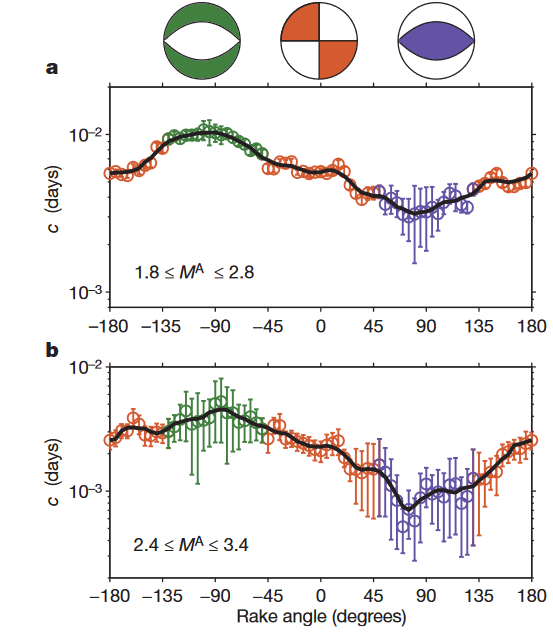 a
10⁻²
10⁻³
c (days)
1.8 ≤ Mᴬ ≤ 2.8
−180 −135 −90 −45 0 45 90 135 180
b
10⁻²
10⁻³
c (days)
2.4 ≤ Mᴬ ≤ 3.4
−180 −135 −90 −45 0 45 90 135 180
Rake angle (degrees)